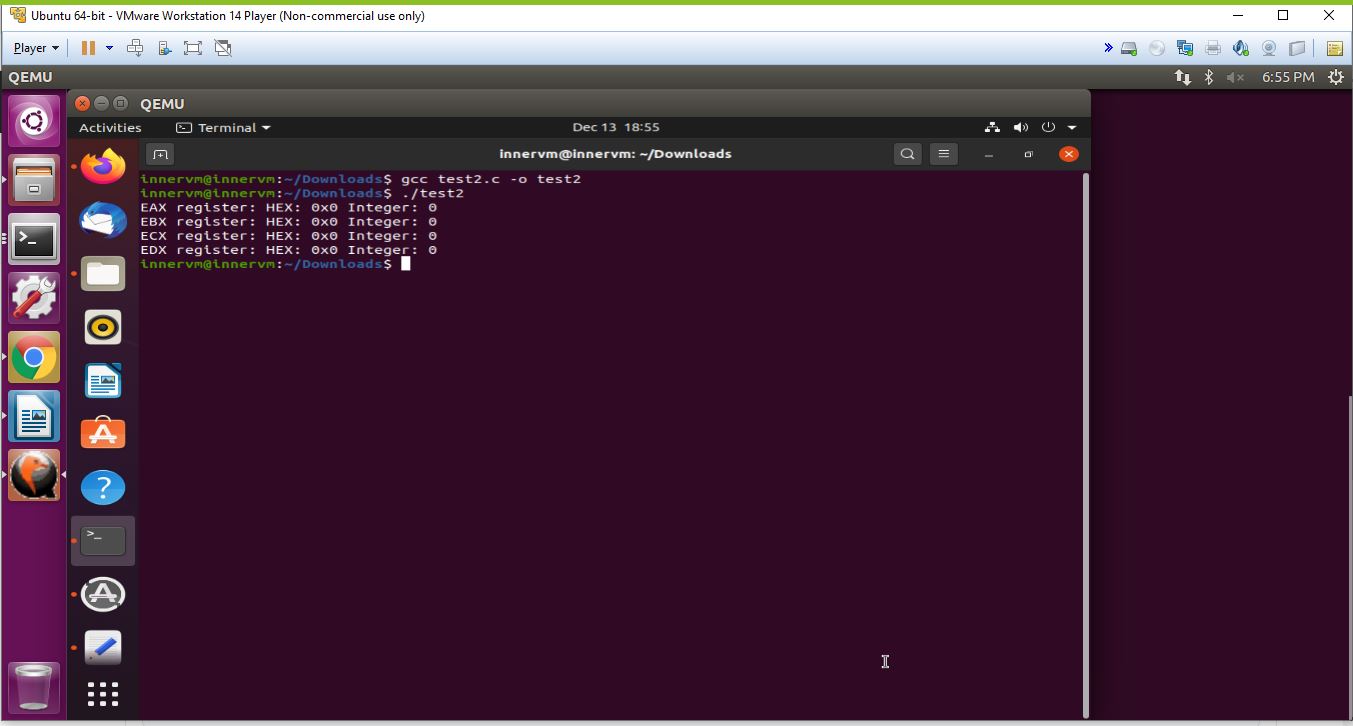 Ubuntu 64-bit - VMware Workstation 14 Player (Non-commercial use only)
Player
QEMU
6:55 PM
QEMU
Activities
Terminal
Dec 13 18:55
innervm@innervm: ~/Downloads
innervm@innervm:~/Downloads$ gcc test2.c -o test2
innervm@innervm:~/Downloads$ ./test2
EAX register: HEX: 0x0 Integer: 0
EBX register: HEX: 0x0 Integer: 0
ECX register: HEX: 0x0 Integer: 0
EDX register: HEX: 0x0 Integer: 0
innervm@innervm:~/Downloads$